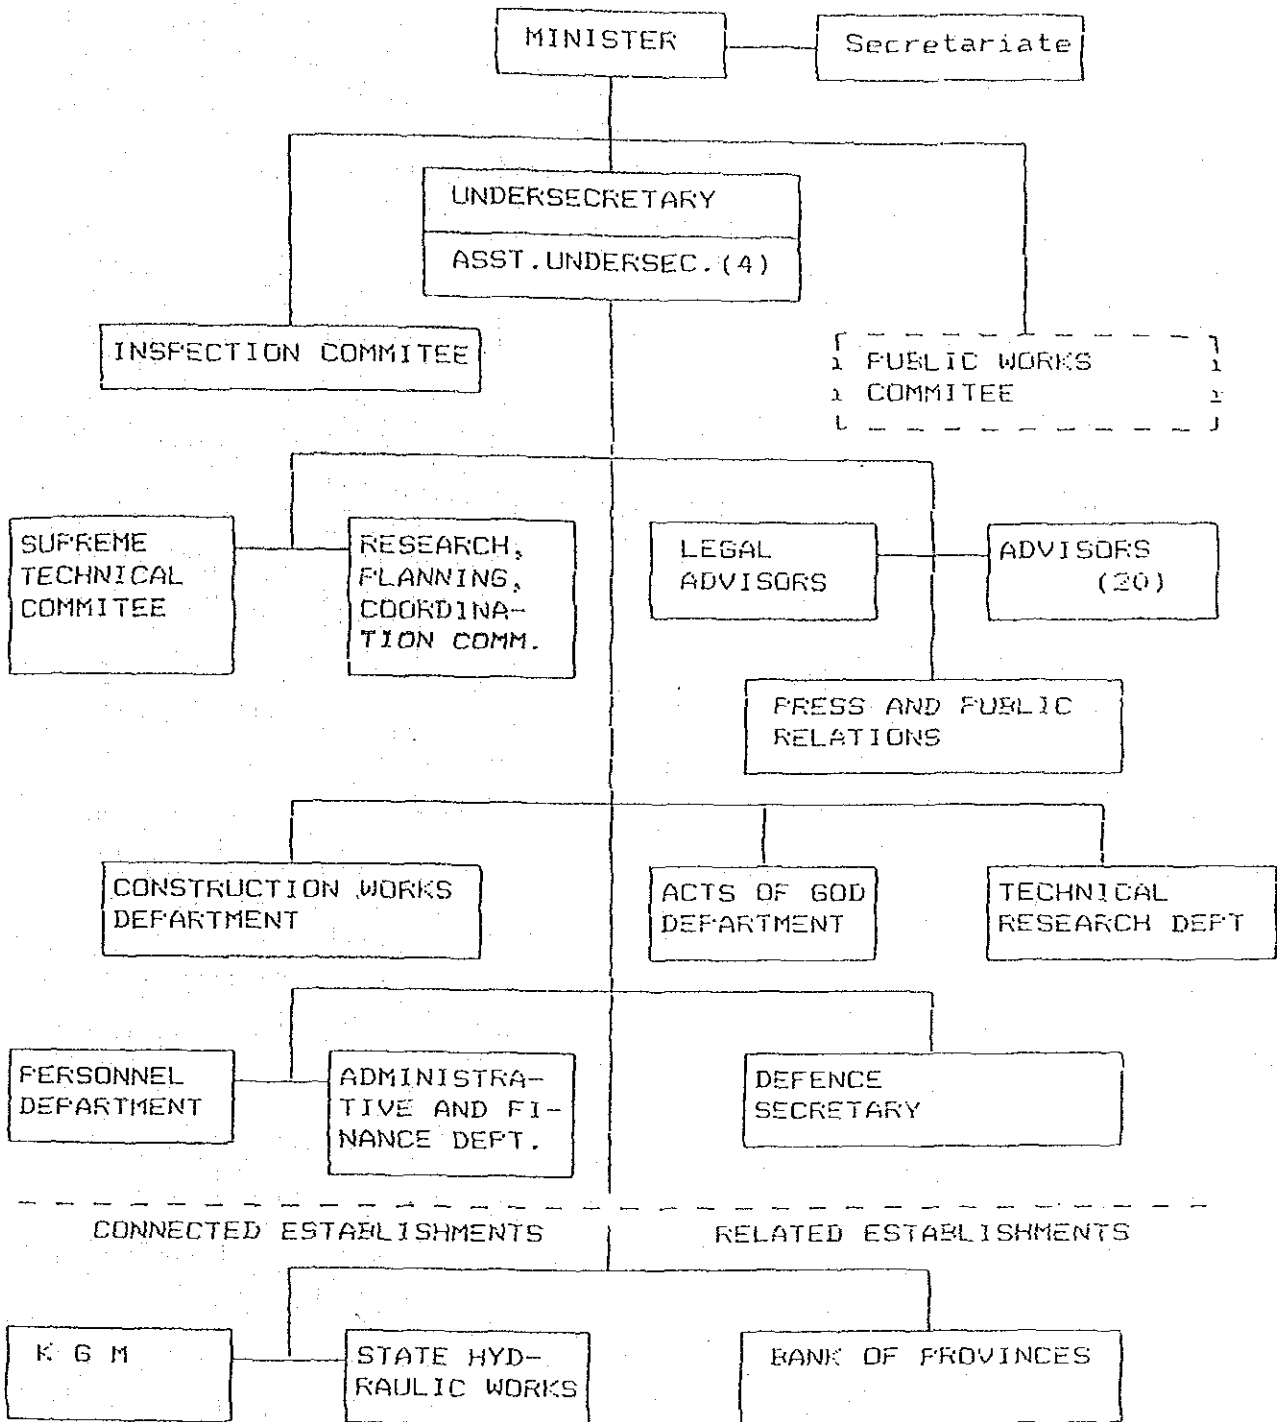 MINISTER
Secretariate
UNDERSECRETARY
ASST.UNDERSEC.(4)
INSPECTION COMMITEE
PUBLIC WORKS
COMMITEE
SUPREME
TECHNICAL
COMMITEE
RESEARCH,
PLANNING,
COORDINA-
TION COMM.
LEGAL
ADVISORS
ADVISORS
(20)
PRESS AND PUBLIC
RELATIONS
CONSTRUCTION WORKS
DEPARTMENT
ACTS OF GOD
DEPARTMENT
TECHNICAL
RESEARCH DEPT
PERSONNEL
DEPARTMENT
ADMINISTRA-
TIVE AND FI-
NANCE DEPT.
DEFENCE
SECRETARY
CONNECTED ESTABLISHMENTS
RELATED ESTABLISHMENTS
K G M
STATE HYD-
RAULIC WORKS
BANK OF PROVINCES